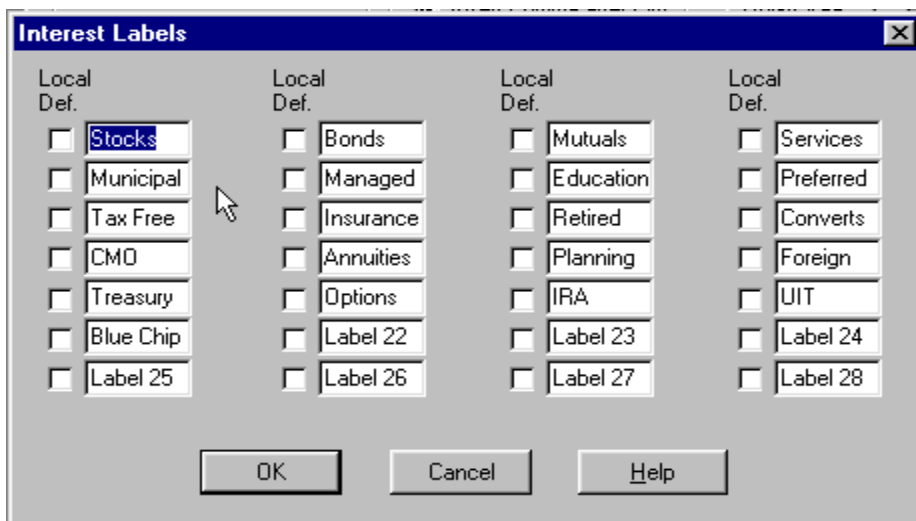 Interest Labels
Local Local Local Local
Def. Def. Def. Def.
Stocks Bonds Mutuals Services
Municipal Managed Education Preferred
Tax Free Insurance Retired Converts
CMO Annuities Planning Foreign
Treasury Options IRA UIT
Blue Chip Label 22 Label 23 Label 24
Label 25 Label 26 Label 27 Label 28
OK Cancel Help